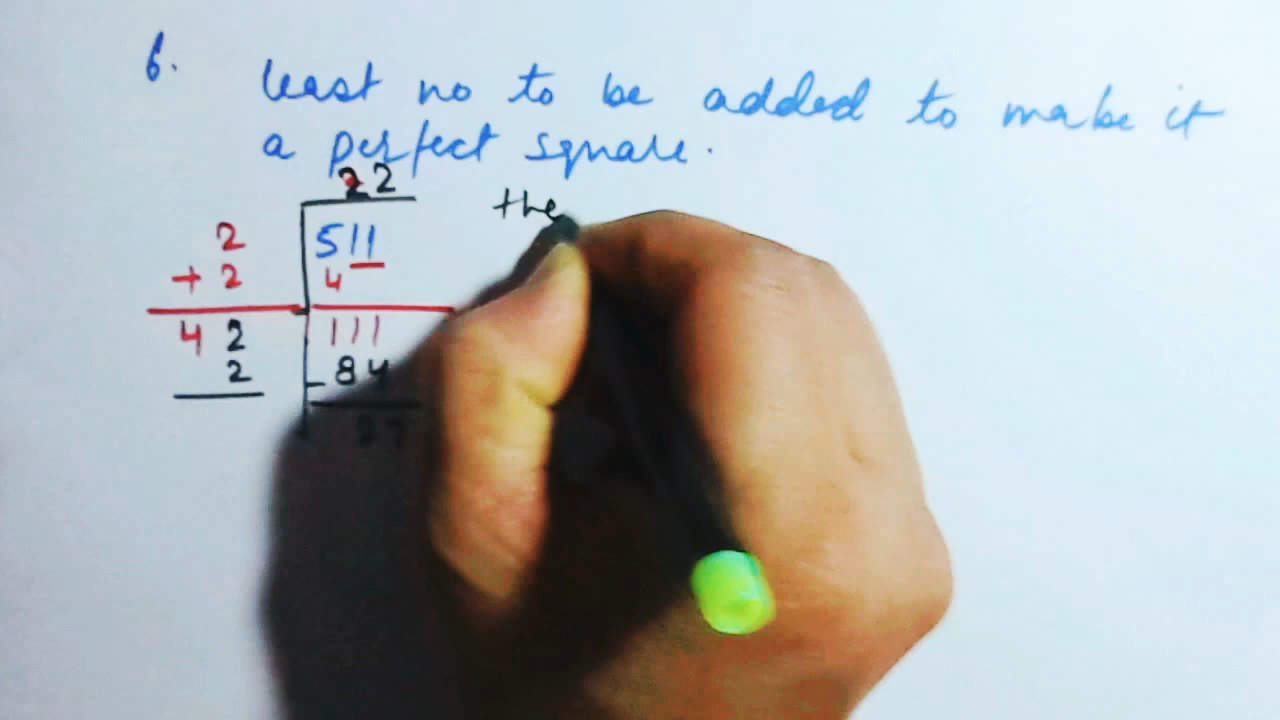 6.
least no to be added to make it
a perfect square.
22
the
2 511
+ 2 4
42 111
2 - 84
27